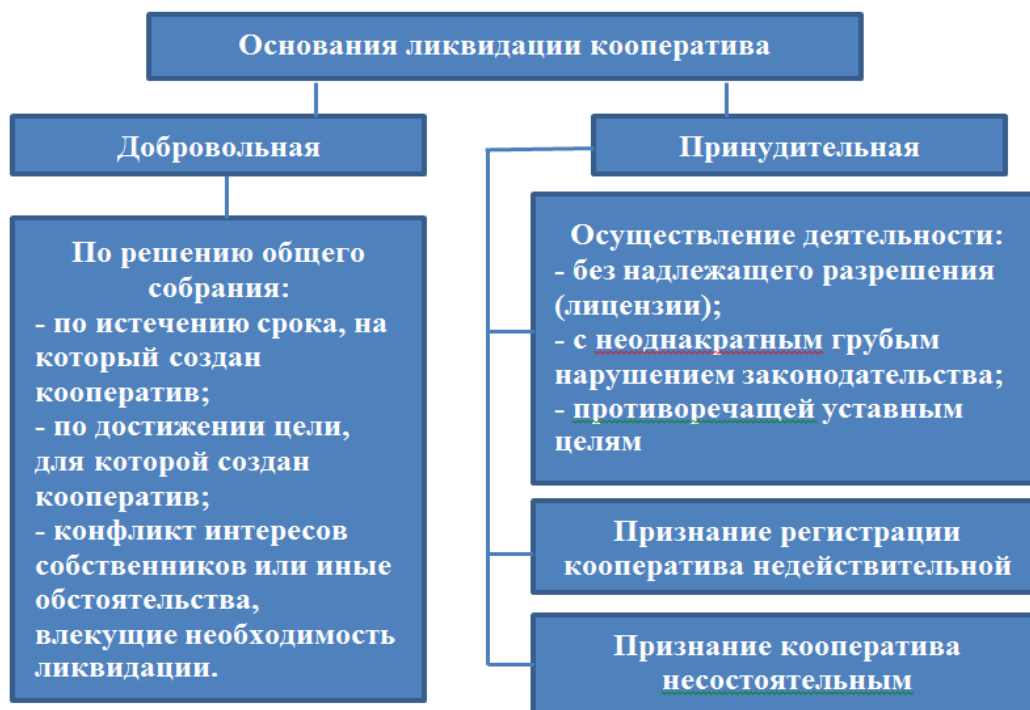 Основания ликвидации кооператива
Добровольная
По решению общего
собрания:
- по истечению срока, на
который создан
кооператив;
- по достижении цели,
для которой создан
кооператив;
- конфликт интересов
собственников или иные
обстоятельства,
влекущие необходимость
ликвидации.
Принудительная
Осуществление деятельности:
- без надлежащего разрешения
(лицензии);
- с неоднакратным грубым
нарушением законодательства;
- противоречащей уставным
целям
Признание регистрации
кооператива недействительной
Признание кооператива
несостоятельным